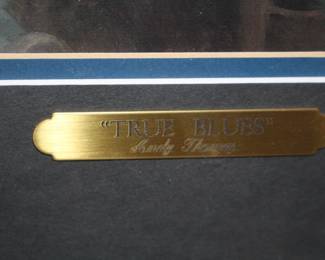 "TRUE BLUES"
Andy Thomas